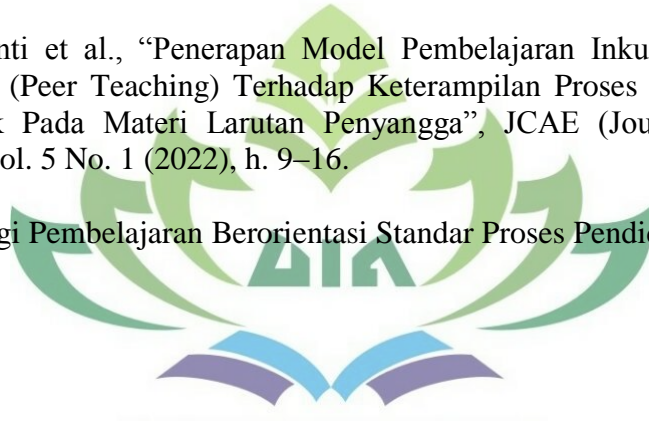 nti et al., “Penerapan Model Pembelajaran Inku
(Peer Teaching) Terhadap Keterampilan Proses
k Pada Materi Larutan Penyangga”, JCAE (Jou
ol. 5 No. 1 (2022), h. 9–16.
gi Pembelajaran Berorientasi Standar Proses Pendid